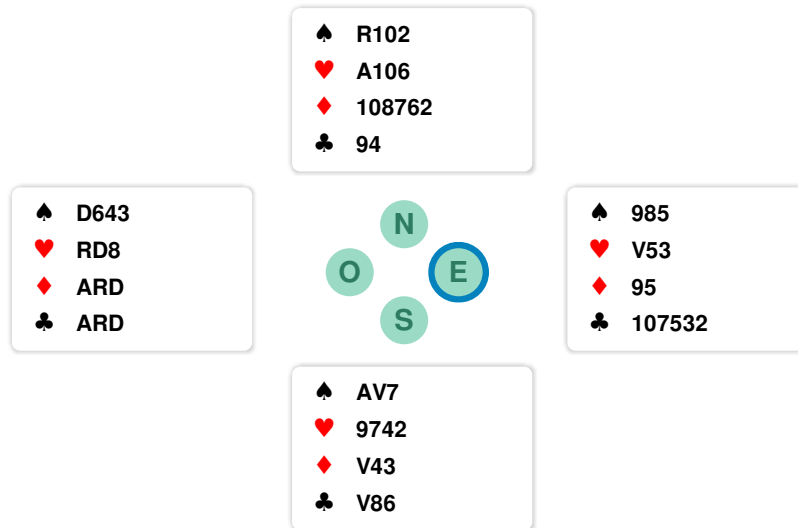 ♠ R102
♥ A106
♦ 108762
♣ 94
♠ D643
♥ RD8
♦ ARD
♣ ARD
N
O
E
S
♠ 985
♥ V53
♦ 95
♣ 107532
♠ AV7
♥ 9742
♦ V43
♣ V86